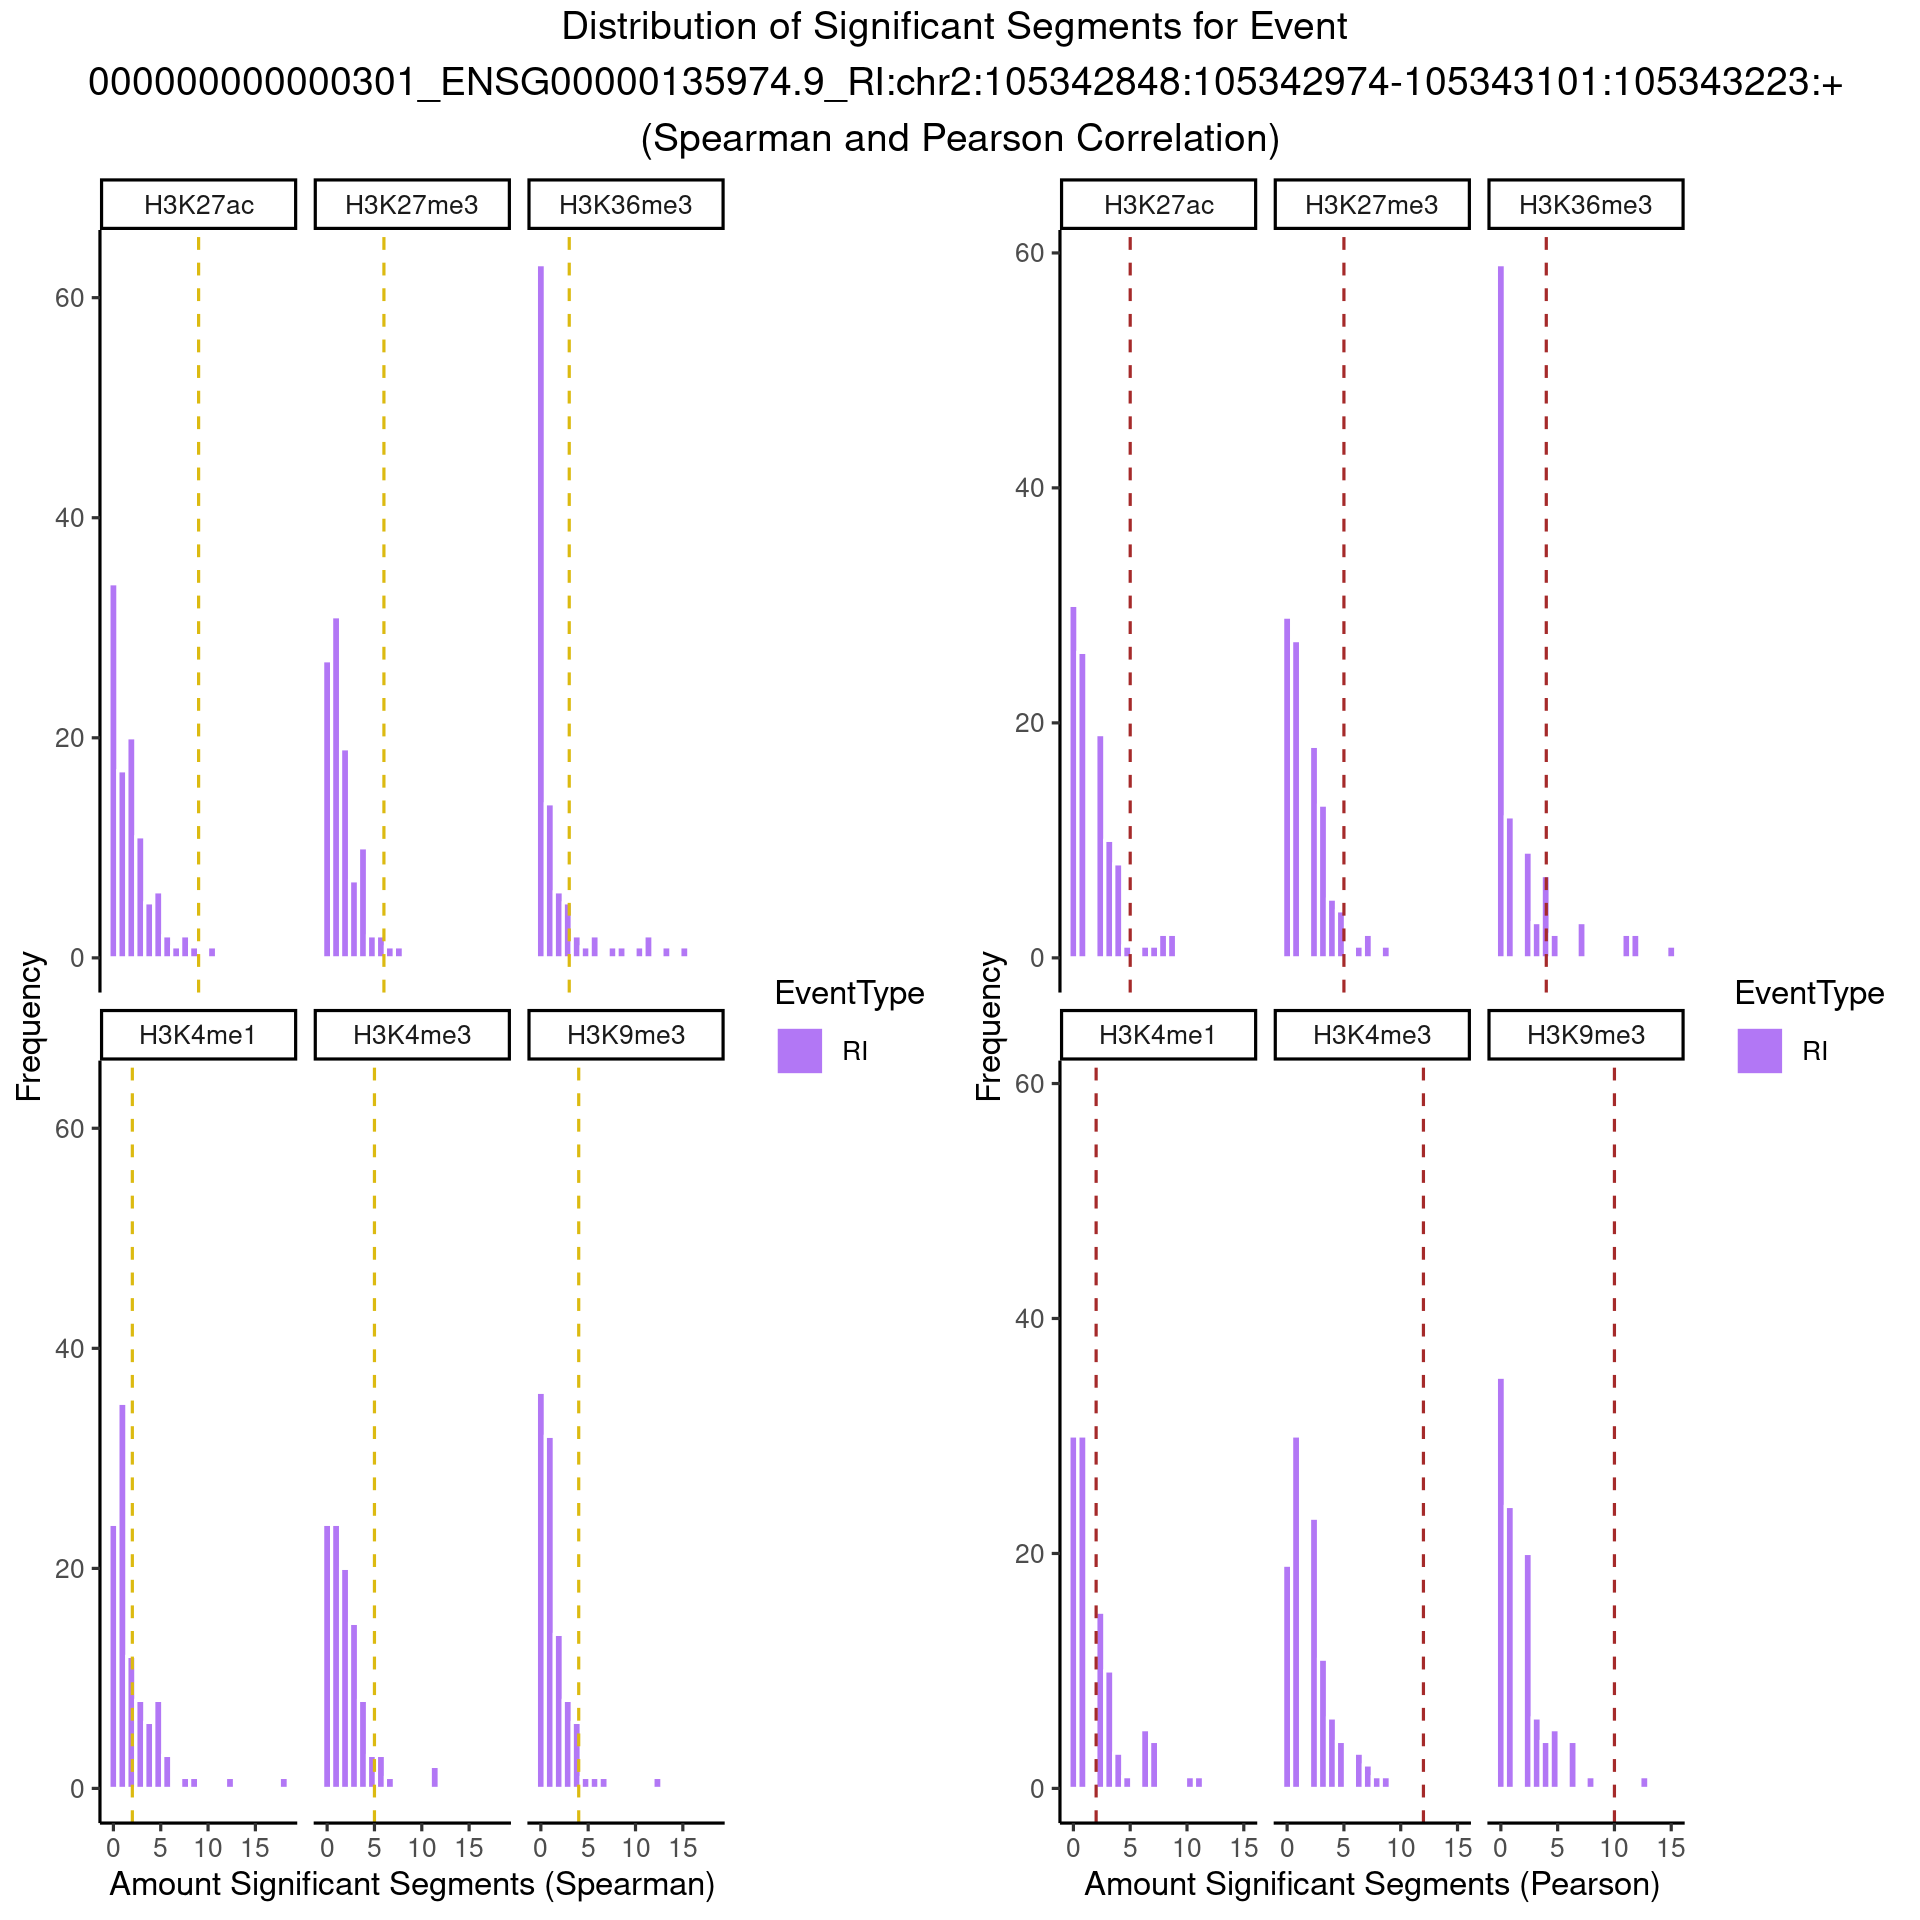 Distribution of Significant Segments for Event
000000000000301_ENSG00000135974.9_RI:chr2:105342848:105342974-105343101:105343223:+
(Spearman and Pearson Correlation)
H3K27ac H3K27me3 H3K36me3
60
40
20
0
H3K4me1 H3K4me3 H3K9me3
60
40
20
0
0 5 10 15 0 5 10 15 0 5 10 15
Amount Significant Segments (Spearman)
Frequency
EventType
RI
H3K27ac H3K27me3 H3K36me3
60
40
20
0
H3K4me1 H3K4me3 H3K9me3
60
40
20
0
0 5 10 15 0 5 10 15 0 5 10 15
Amount Significant Segments (Pearson)
Frequency
EventType
RI